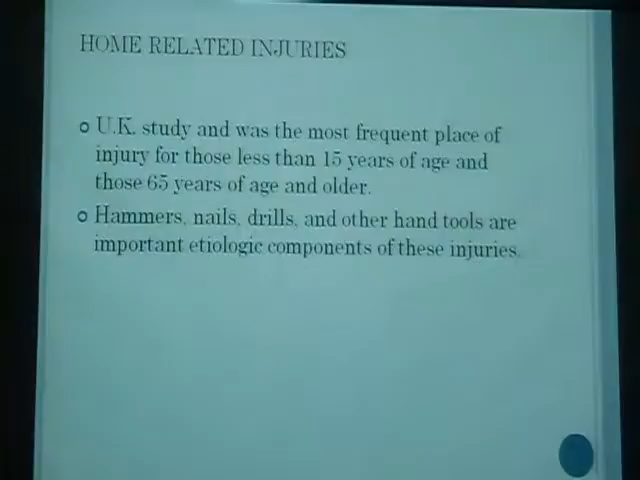 HOME RELATED INJURIES
U.K. study and was the most frequent place of
injury for those less than 15 years of age and
those 65 years of age and older.
Hammers, nails, drills, and other hand tools are
important etiologic components of these injuries.